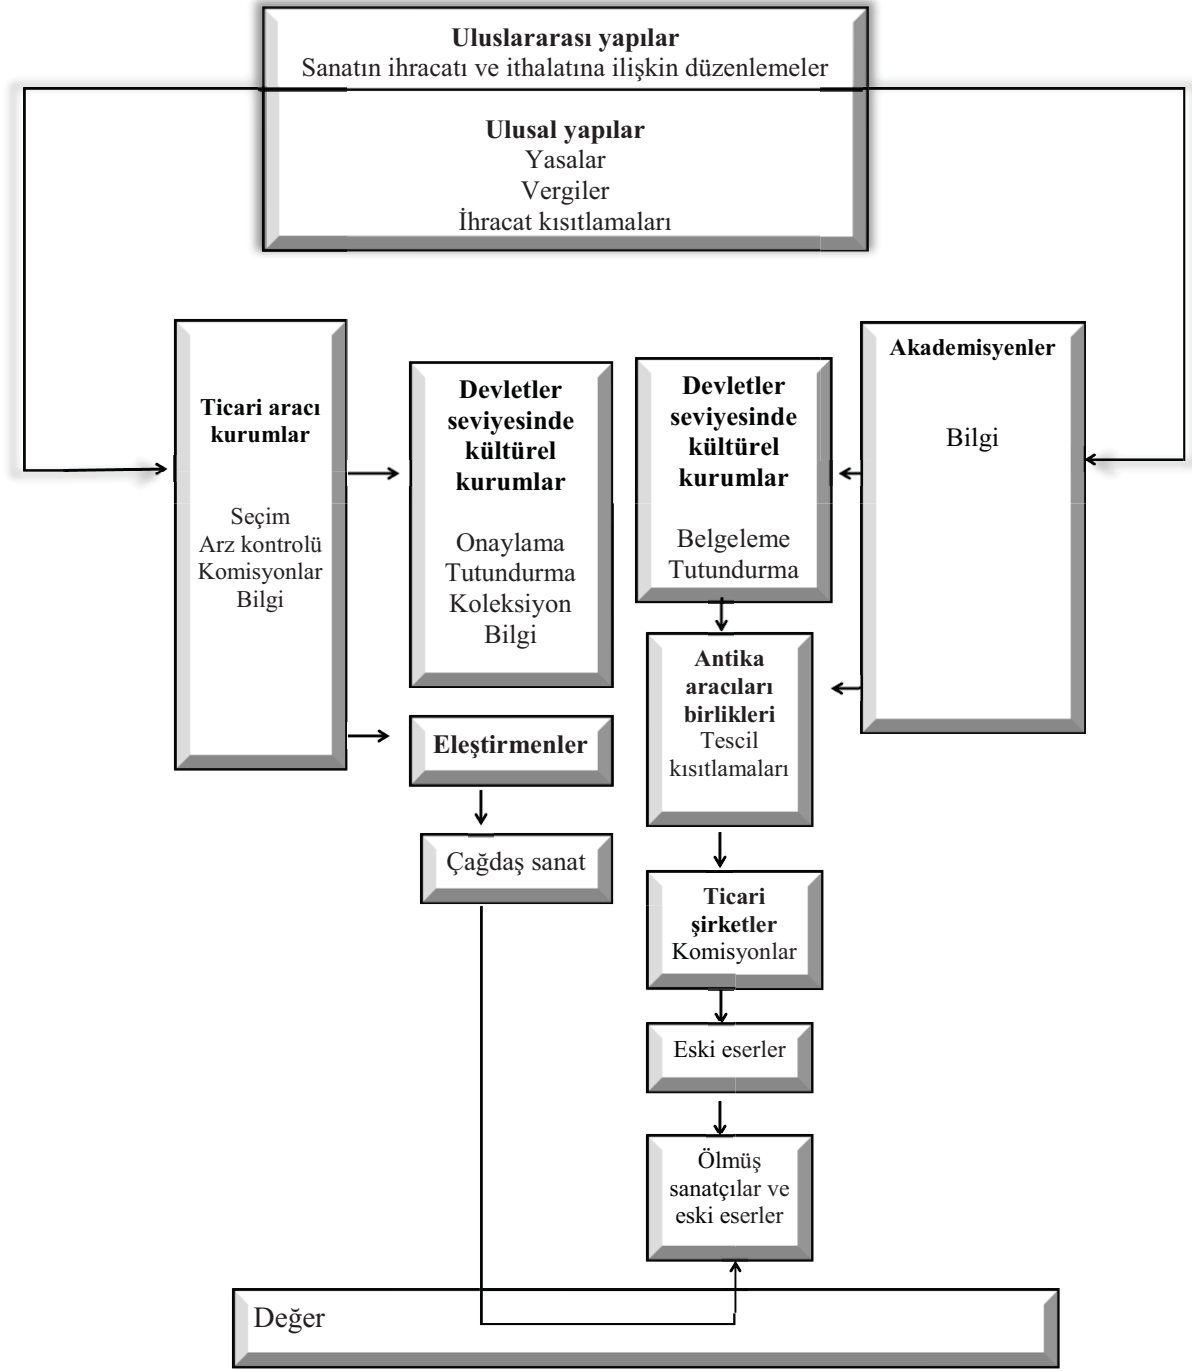 Uluslararası yapılar
Sanatın ihracatı ve ithalatına ilişkin düzenlemeler
Ulusal yapılar
Yasalar
Vergiler
İhracat kısıtlamaları
Ticari aracı
kurumlar
Seçim
Arz kontrolü
Komisyonlar
Bilgi
Devletler
seviyesinde
kültürel
kurumlar
Onaylama
Tutundurma
Koleksiyon
Bilgi
Devletler
seviyesinde
kültürel
kurumlar
Belgeleme
Tutundurma
Akademisyenler
Bilgi
Antika
aracıları
birlikleri
Tescil
kısıtlamaları
Eleştirmenler
Çağdaş sanat
Ticari
şirketler
Komisyonlar
Eski eserler
Ölmüş
sanatçılar ve
eski eserler
Değer